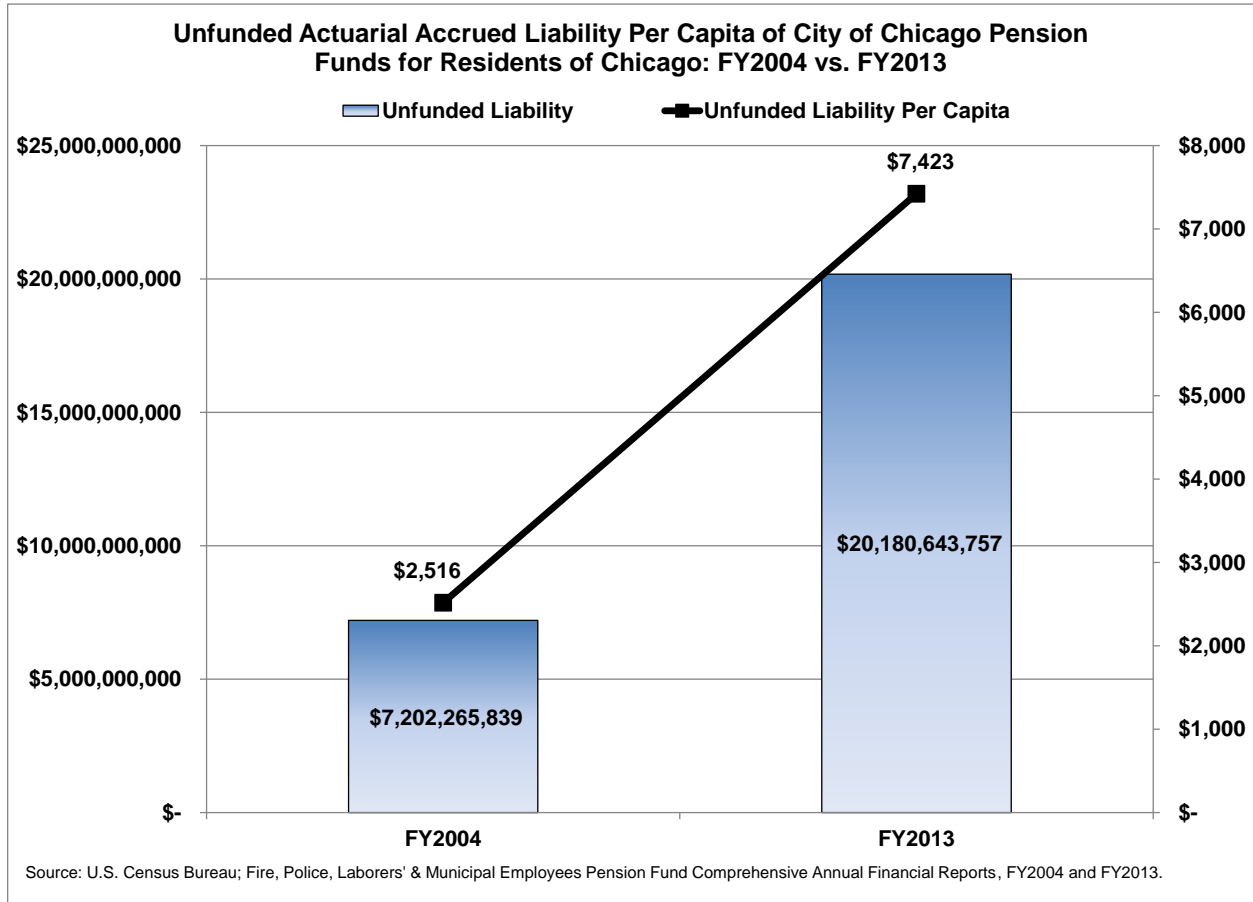 Unfunded Actuarial Accrued Liability Per Capita of City of Chicago Pension
Funds for Residents of Chicago: FY2004 vs. FY2013
Unfunded Liability
Unfunded Liability Per Capita
$25,000,000,000
$20,000,000,000
$15,000,000,000
$10,000,000,000
$5,000,000,000
$-
$2,516
$7,202,265,839
$7,423
$20,180,643,757
$8,000
$7,000
$6,000
$5,000
$4,000
$3,000
$2,000
$1,000
$-
FY2004
FY2013
Source: U.S. Census Bureau; Fire, Police, Laborers' & Municipal Employees Pension Fund Comprehensive Annual Financial Reports, FY2004 and FY2013.